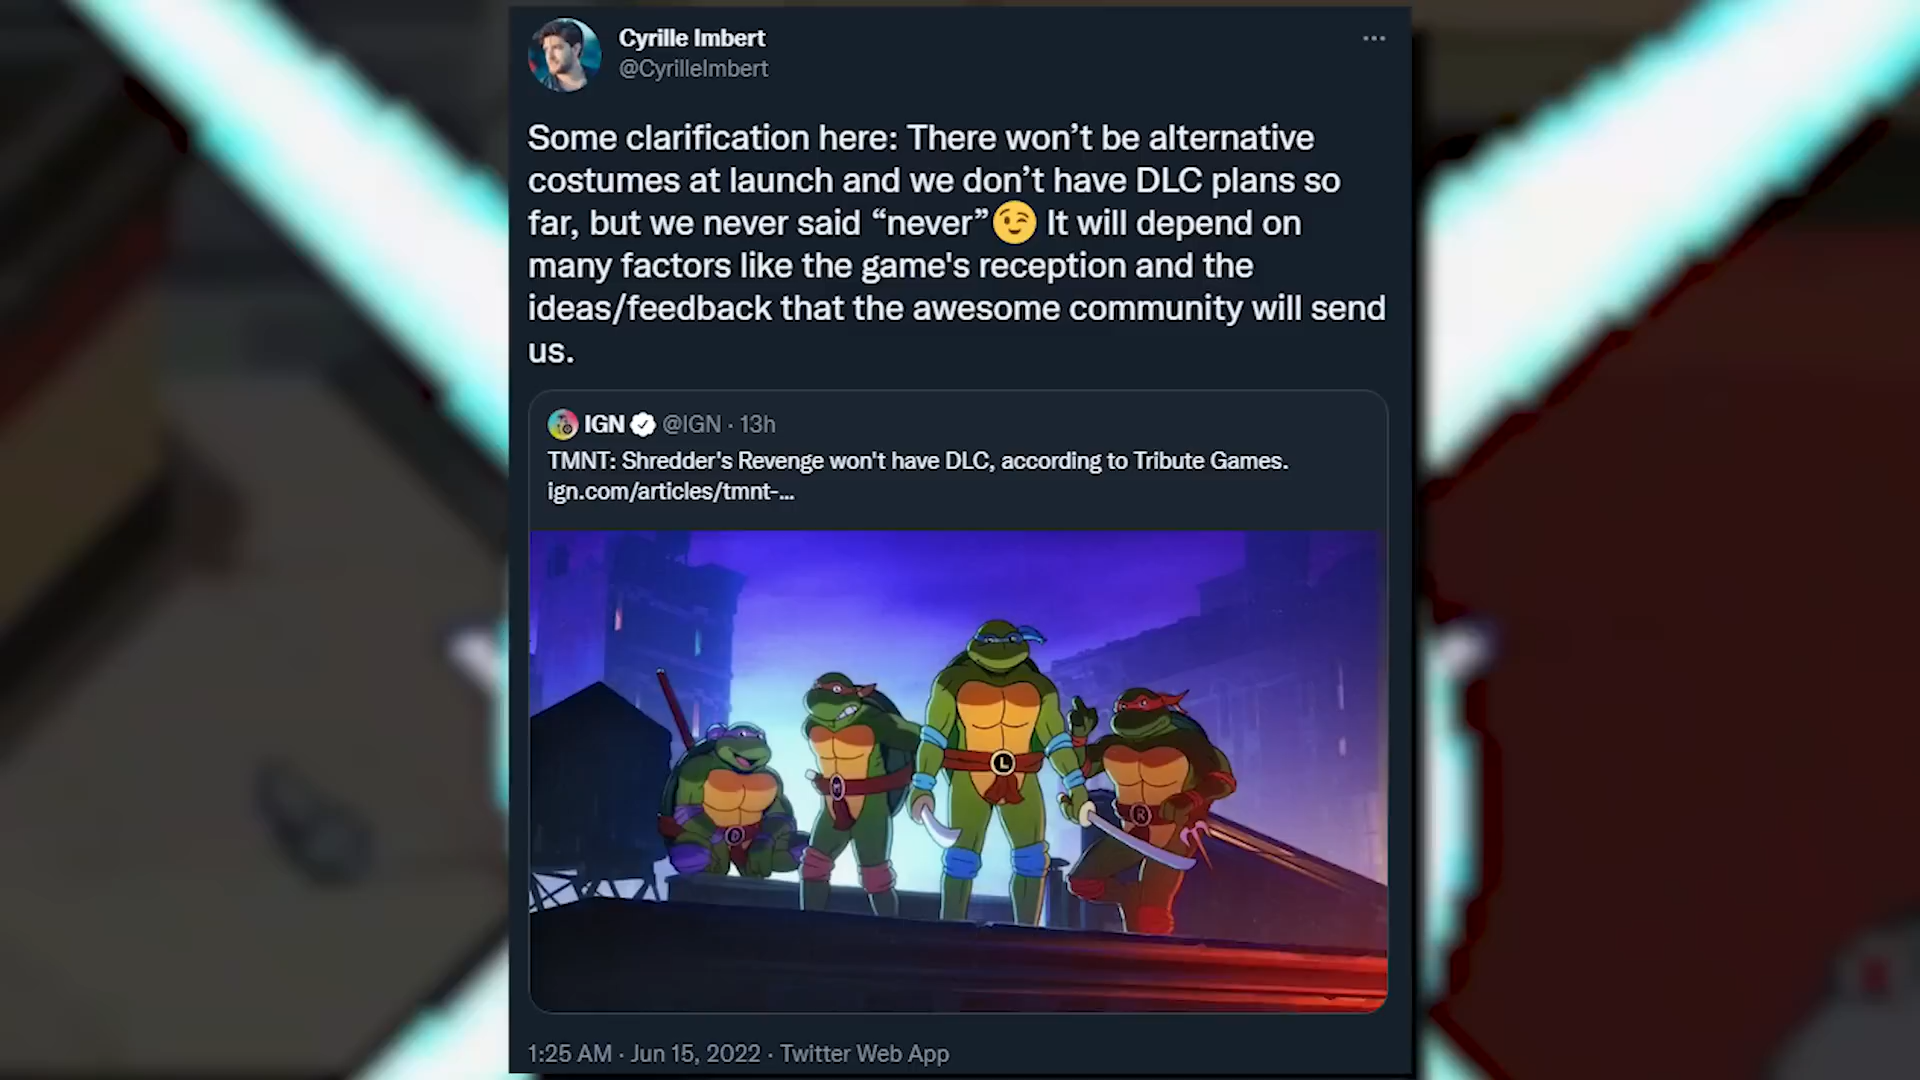 Cyrille Imbert
@CyrilleImbert
Some clarification here: There won’t be alternative
costumes at launch and we don’t have DLC plans so
far, but we never said “never”😉 It will depend on
many factors like the game's reception and the
ideas/feedback that the awesome community will send
us.
IGN @IGN · 13h
TMNT: Shredder's Revenge won't have DLC, according to Tribute Games.
ign.com/articles/tmnt-...
D
M
L
R
1:25 AM · Jun 15, 2022 · Twitter Web App